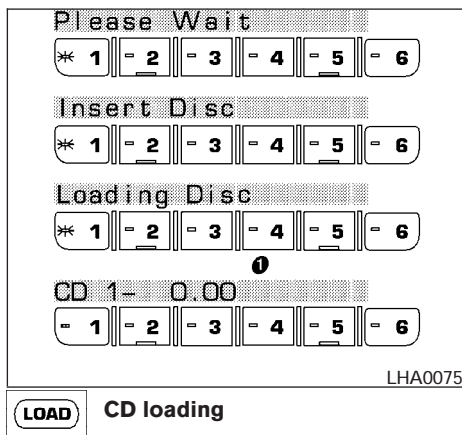 Please Wait
1 - 2 - 3 - 4 - 5 - 6
Insert Disc
1 - 2 - 3 - 4 - 5 - 6
Loading Disc
1 - 2 - 3 - 4 - 5 - 6
❶
CD 1- 0.00
- 1 - 2 - 3 - 4 - 5 - 6
LHA0075
LOAD CD loading